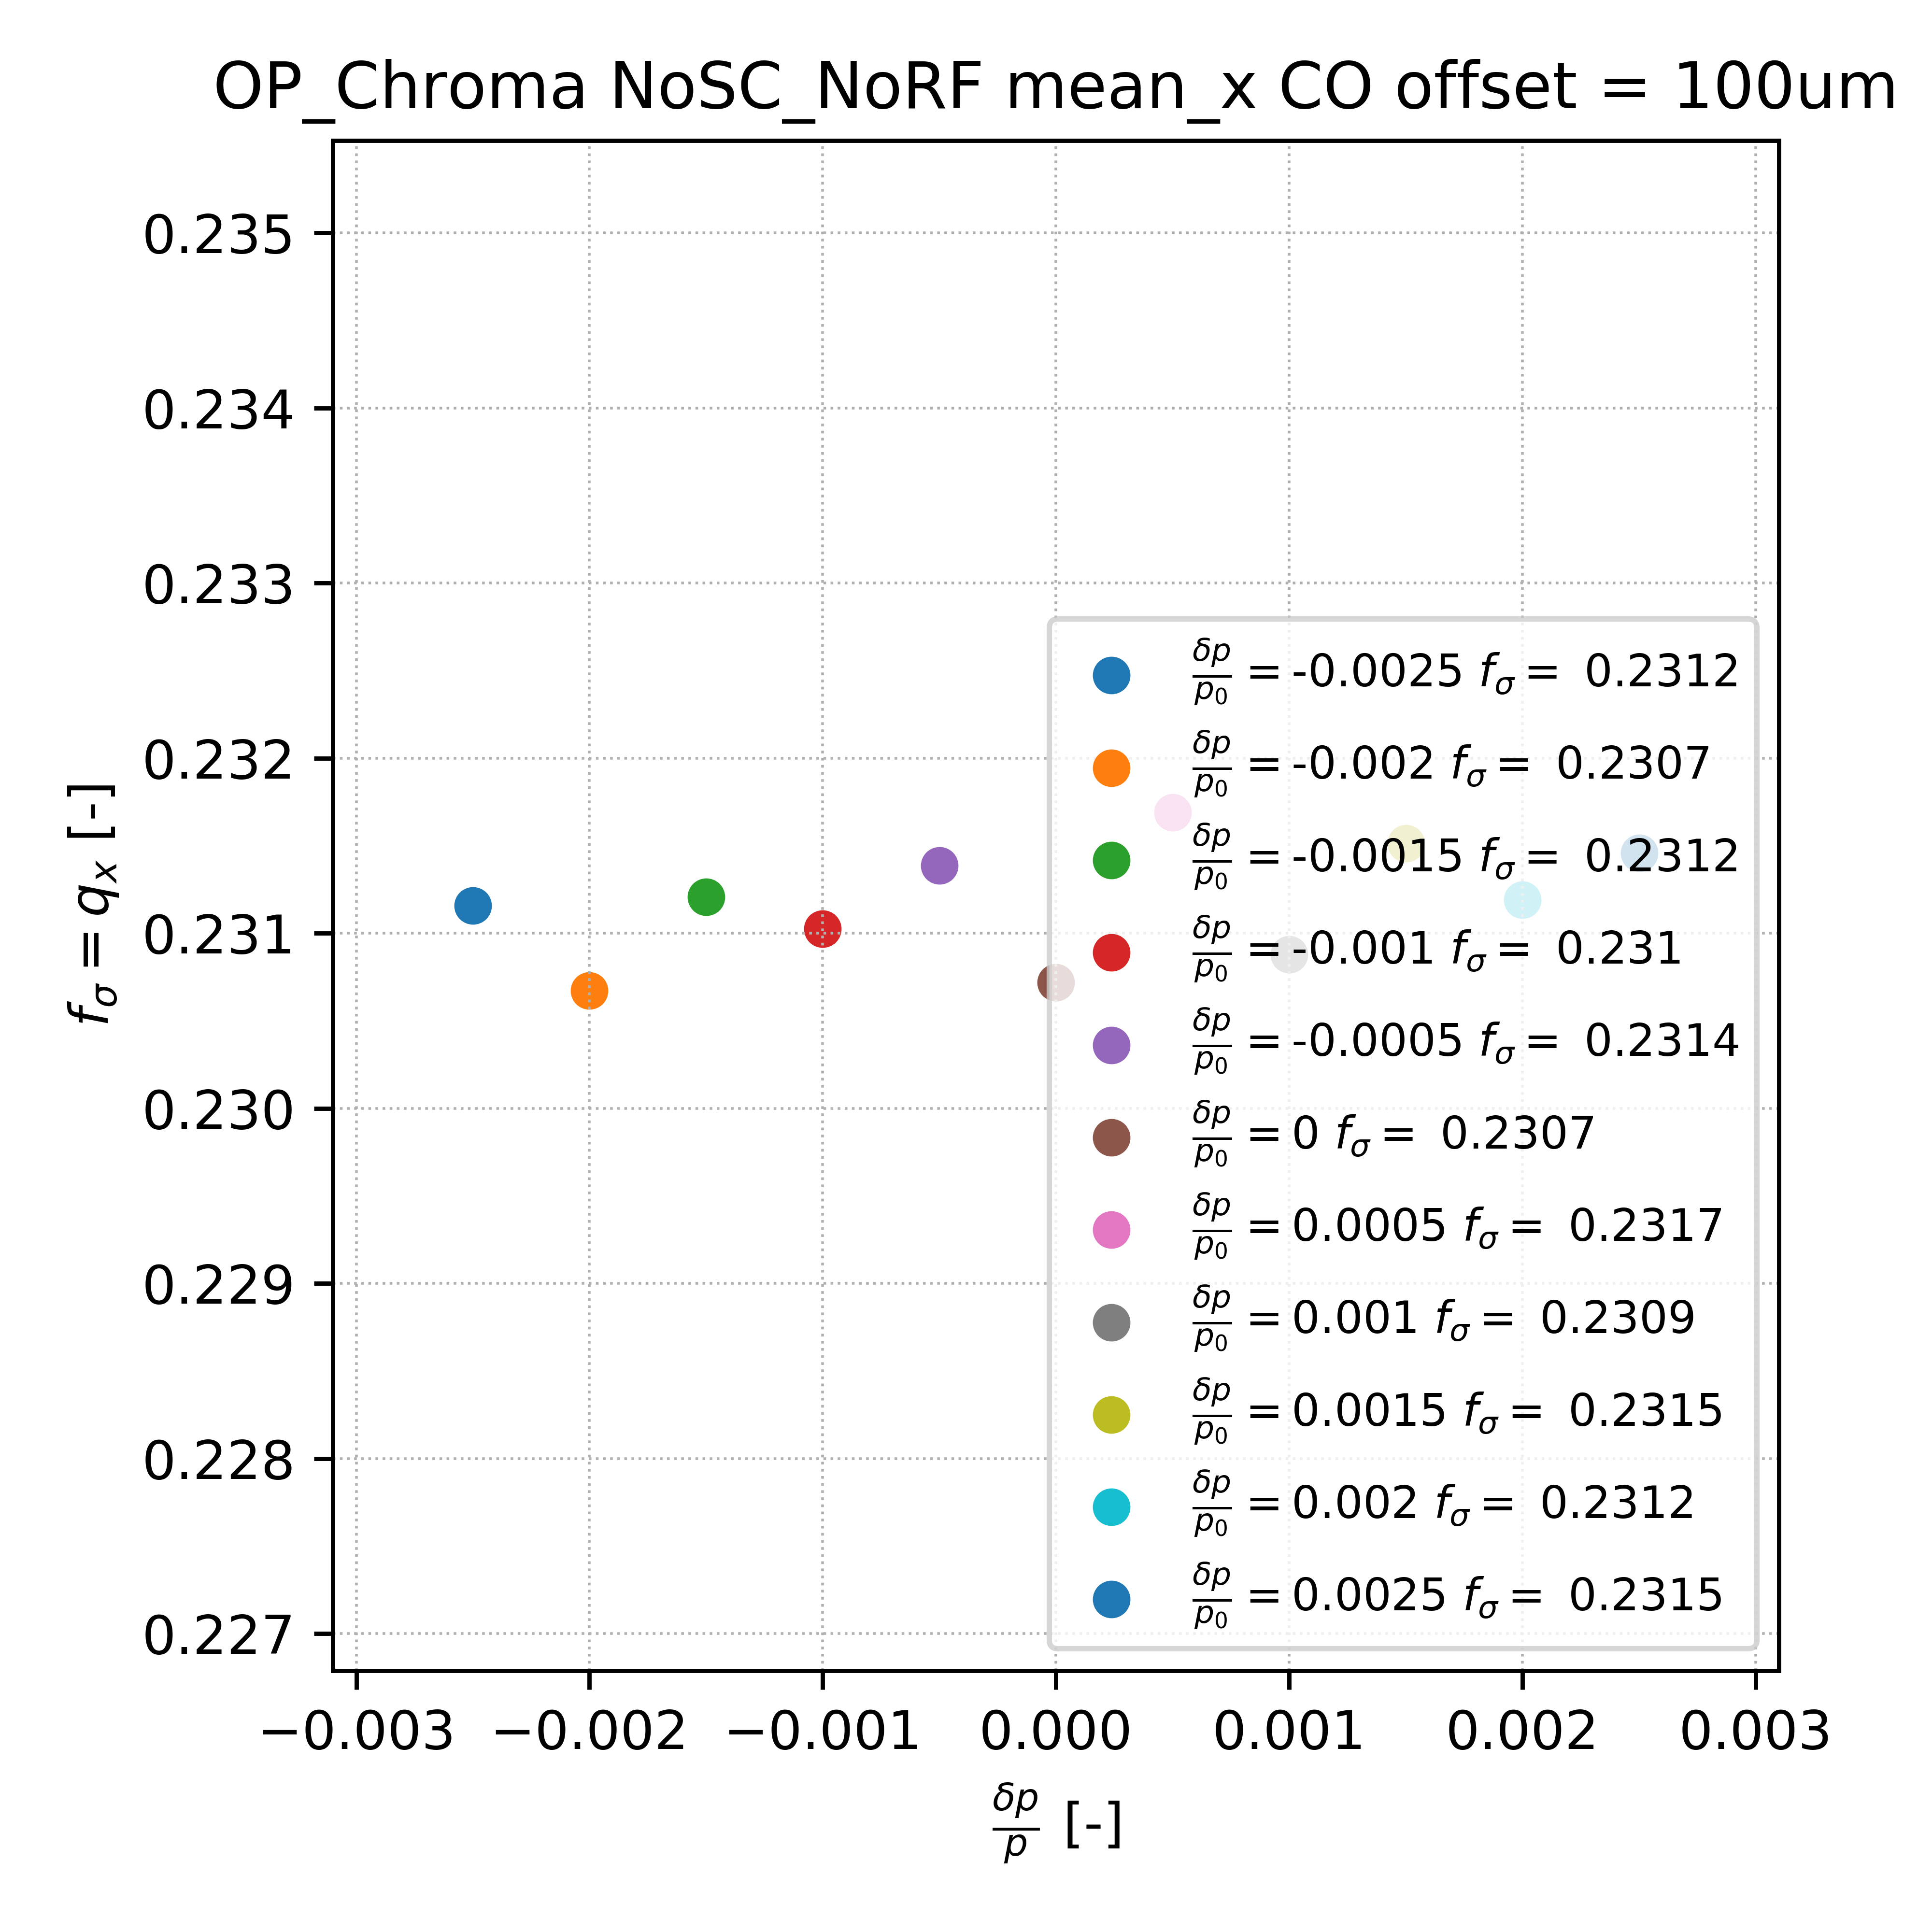 OP_Chroma NoSC_NoRF mean_x CO offset = 100um
0.235
0.234
0.233
0.232
0.231
0.230
0.229
0.228
0.227
f_σ = q_x [-]
δp/p₀ = -0.0025 f_σ = 0.2312
δp/p₀ = -0.002 f_σ = 0.2307
δp/p₀ = -0.0015 f_σ = 0.2312
δp/p₀ = -0.001 f_σ = 0.231
δp/p₀ = -0.0005 f_σ = 0.2314
δp/p₀ = 0 f_σ = 0.2307
δp/p₀ = 0.0005 f_σ = 0.2317
δp/p₀ = 0.001 f_σ = 0.2309
δp/p₀ = 0.0015 f_σ = 0.2315
δp/p₀ = 0.002 f_σ = 0.2312
δp/p₀ = 0.0025 f_σ = 0.2315
−0.003 −0.002 −0.001 0.000 0.001 0.002 0.003
δp/p [-]